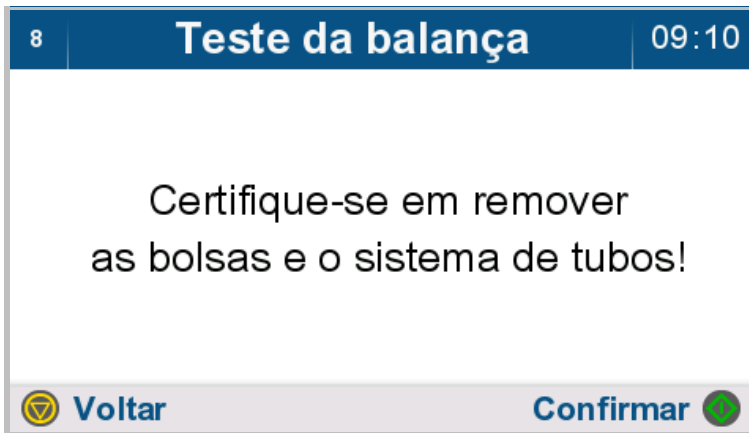 8 Teste da balança 09:10
Certifique-se em remover
as bolsas e o sistema de tubos!
Voltar Confirmar